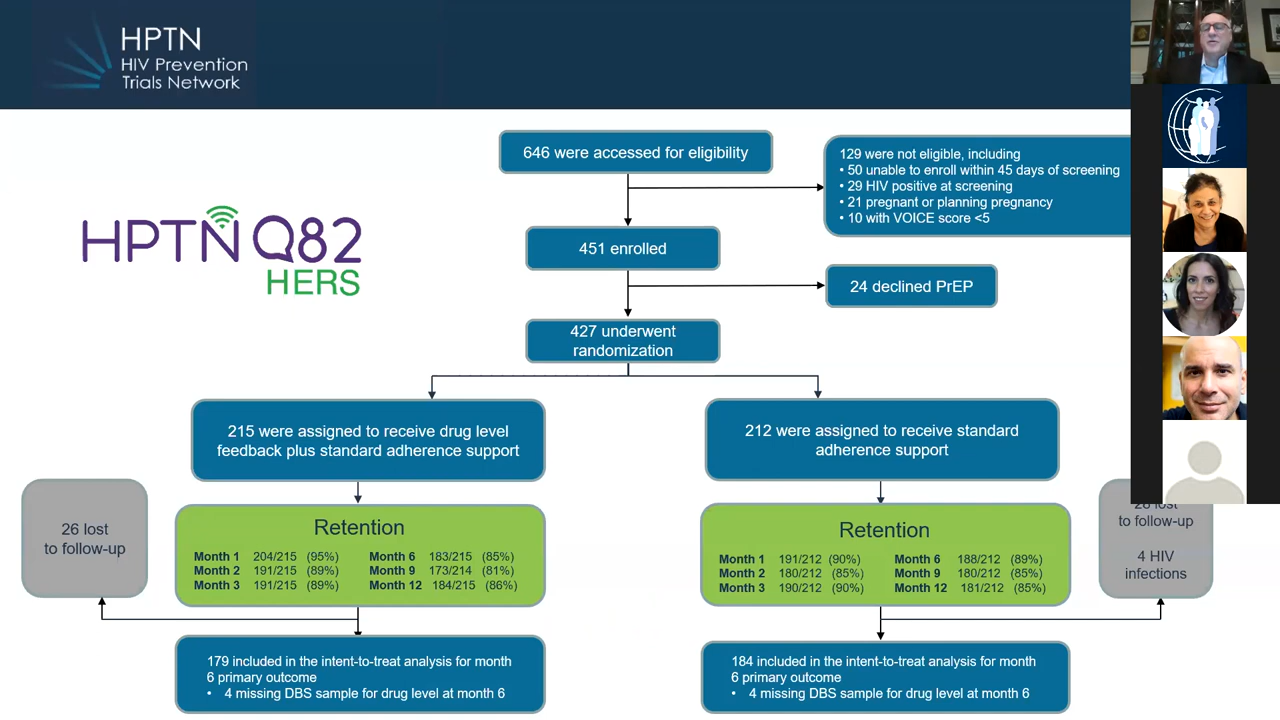 HPTN
HIV Prevention
Trials Network
HPTN 082
HERS
646 were accessed for eligibility
129 were not eligible, including
• 50 unable to enroll within 45 days of screening
• 29 HIV positive at screening
• 21 pregnant or planning pregnancy
• 10 with VOICE score <5
451 enrolled
24 declined PrEP
427 underwent
randomization
215 were assigned to receive drug level
feedback plus standard adherence support
212 were assigned to receive standard
adherence support
26 lost
to follow-up
Retention
Month 1 204/215 (95%) Month 6 183/215 (85%)
Month 2 191/215 (89%) Month 9 173/214 (81%)
Month 3 191/215 (89%) Month 12 184/215 (86%)
Retention
Month 1 191/212 (90%) Month 6 188/212 (89%)
Month 2 180/212 (85%) Month 9 180/212 (85%)
Month 3 190/212 (90%) Month 12 181/212 (85%)
lost
to follow-up
4 HIV
infections
179 included in the intent-to-treat analysis for month
6 primary outcome
• 4 missing DBS sample for drug level at month 6
184 included in the intent-to-treat analysis for month
6 primary outcome
• 4 missing DBS sample for drug level at month 6